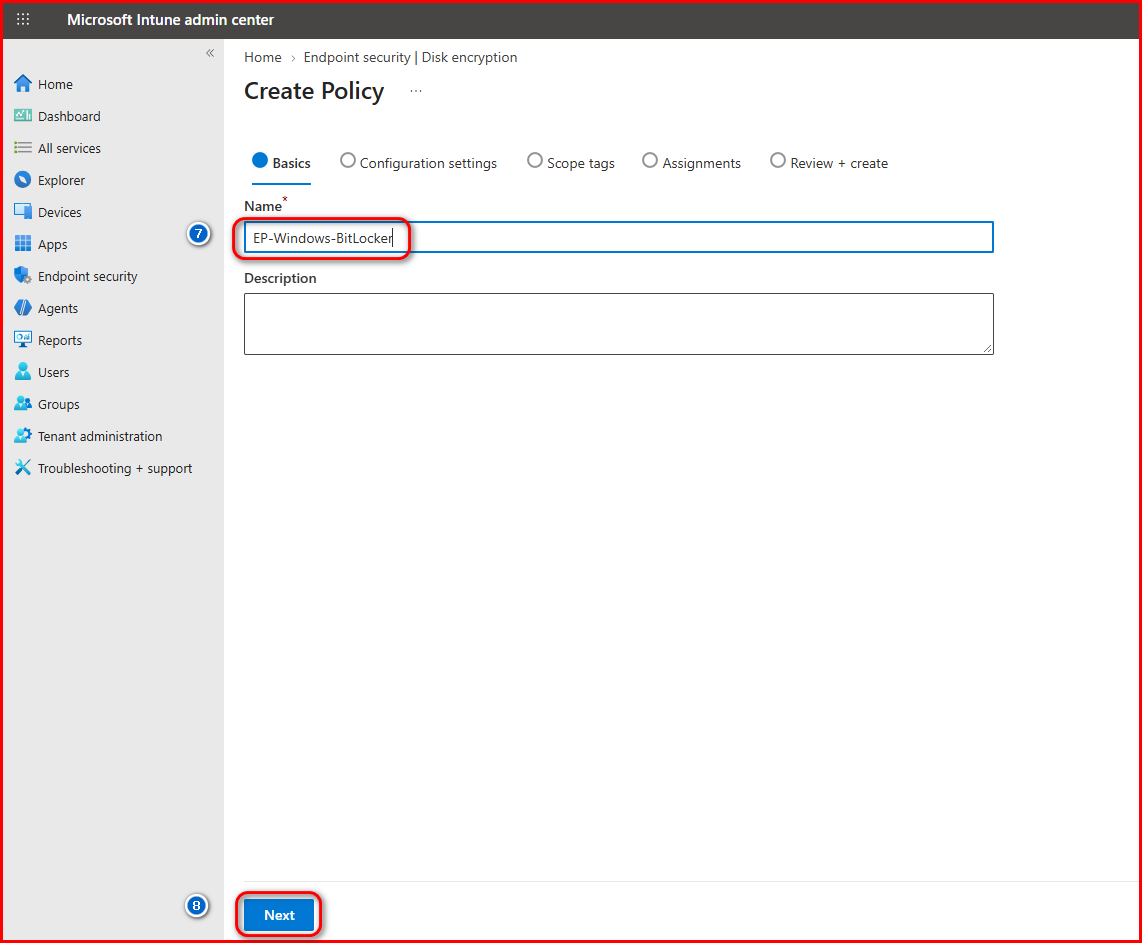 Microsoft Intune admin center
«
Home
Dashboard
All services
Explorer
Devices
Apps
Endpoint security
Agents
Reports
Users
Groups
Tenant administration
Troubleshooting + support
Home › Endpoint security | Disk encryption
Create Policy ...
Basics Configuration settings Scope tags Assignments Review + create
Name*
7
EP-Windows-BitLocker
Description
8
Next